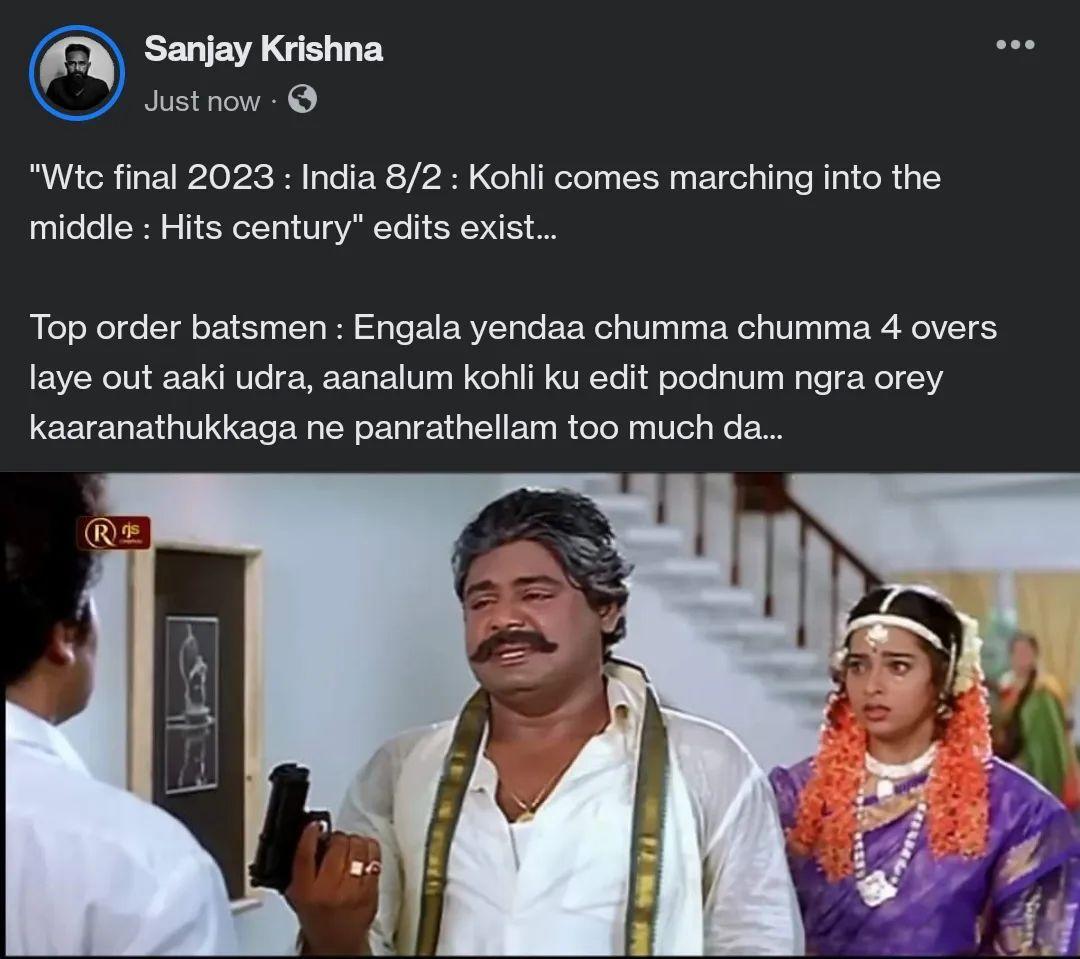 Sanjay Krishna
Just now ·
"Wtc final 2023 : India 8/2 : Kohli comes marching into the
middle : Hits century" edits exist...
Top order batsmen : Engala yendaa chumma chumma 4 overs
laye out aaki udra, aanalum kohli ku edit podnum ngra orey
kaaranathukkaga ne panrathellam too much da...
R rjs